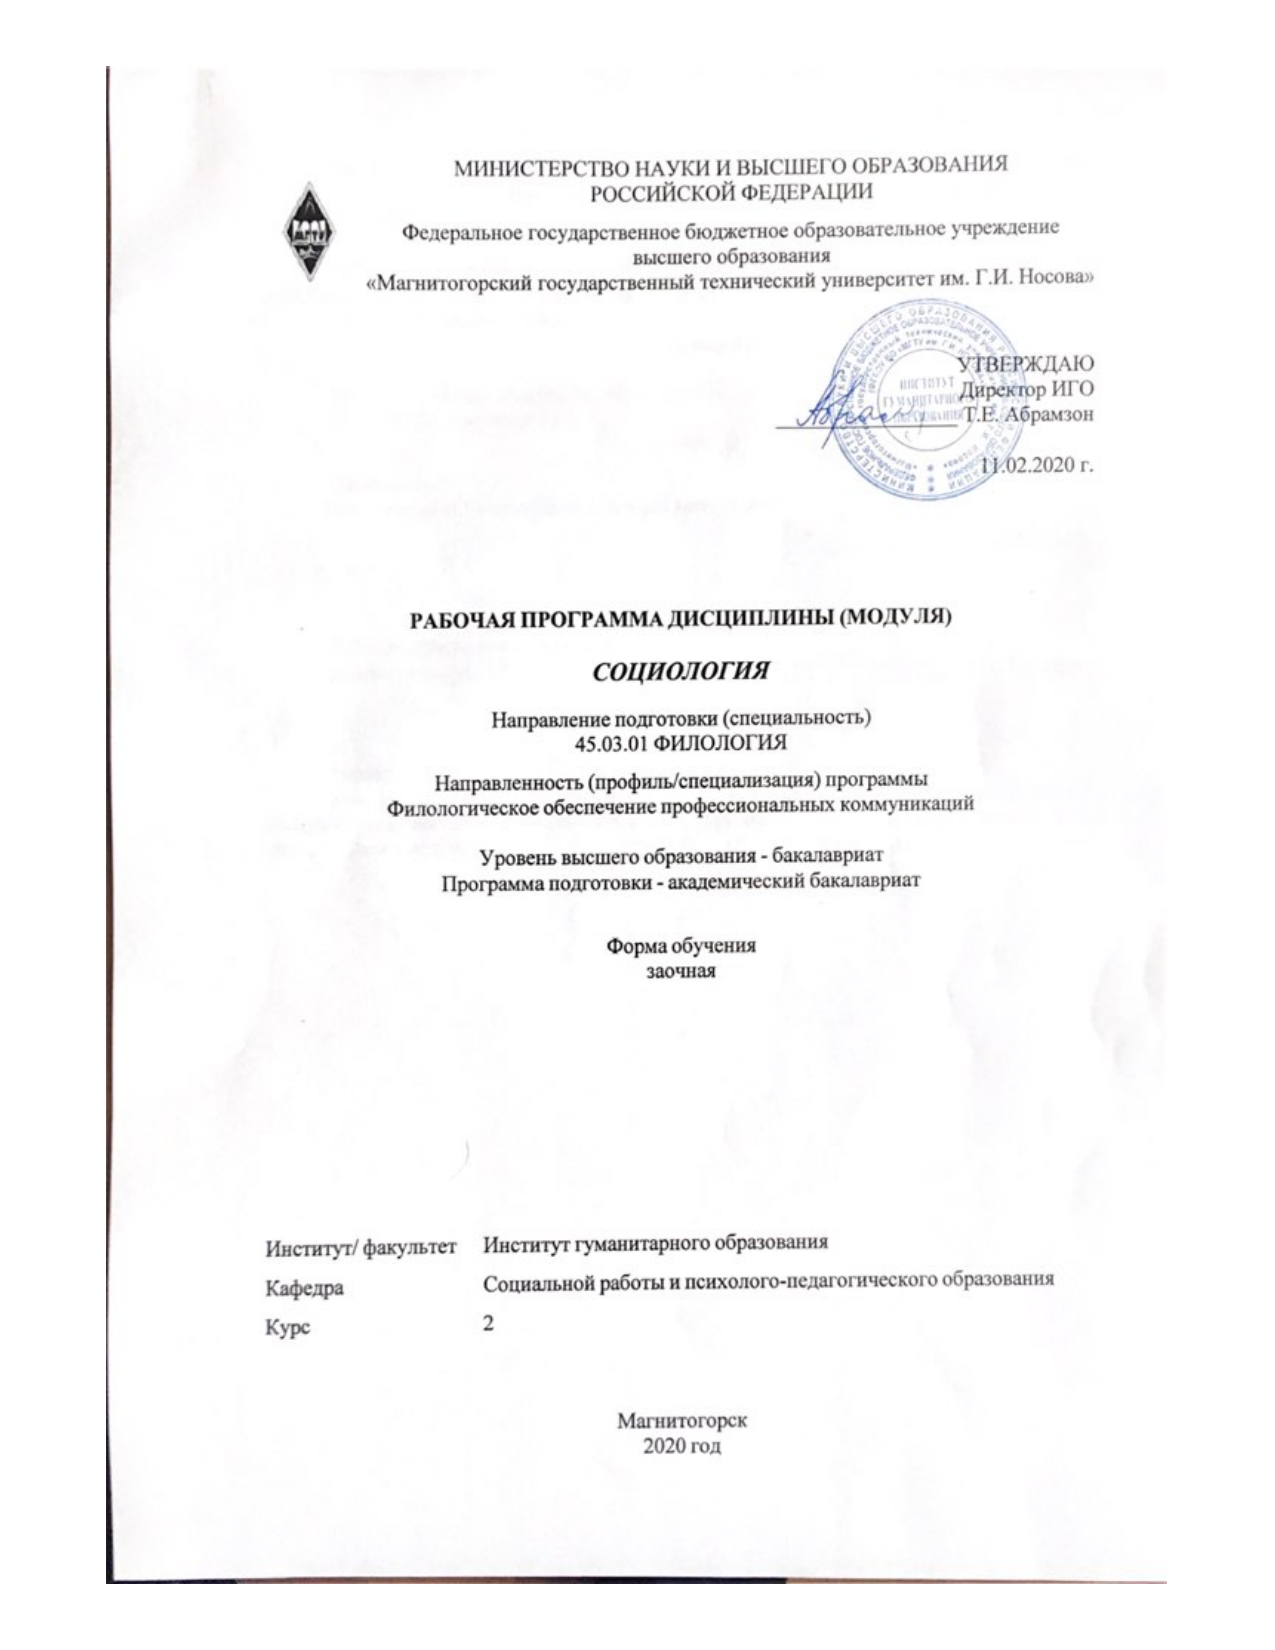 МИНИСТЕРСТВО НАУКИ И ВЫСШЕГО ОБРАЗОВАНИЯ
РОССИЙСКОЙ ФЕДЕРАЦИИ
Федеральное государственное бюджетное образовательное учреждение
высшего образования
«Магнитогорский государственный технический университет им. Г.И. Носова»
УТВЕРЖДАЮ
Директор ИГО
Т.Е. Абрамзон
11.02.2020 г.
ИНСТИТУТ
ГУМАНИТАРНОГО
ОБРАЗОВАНИЯ
РАБОЧАЯ ПРОГРАММА ДИСЦИПЛИНЫ (МОДУЛЯ)
СОЦИОЛОГИЯ
Направление подготовки (специальность)
45.03.01 ФИЛОЛОГИЯ
Направленность (профиль/специализация) программы
Филологическое обеспечение профессиональных коммуникаций
Уровень высшего образования - бакалавриат
Программа подготовки - академический бакалавриат
Форма обучения
заочная
Институт/ факультет Институт гуманитарного образования
Кафедра Социальной работы и психолого-педагогического образования
Курс 2
Магнитогорск
2020 год